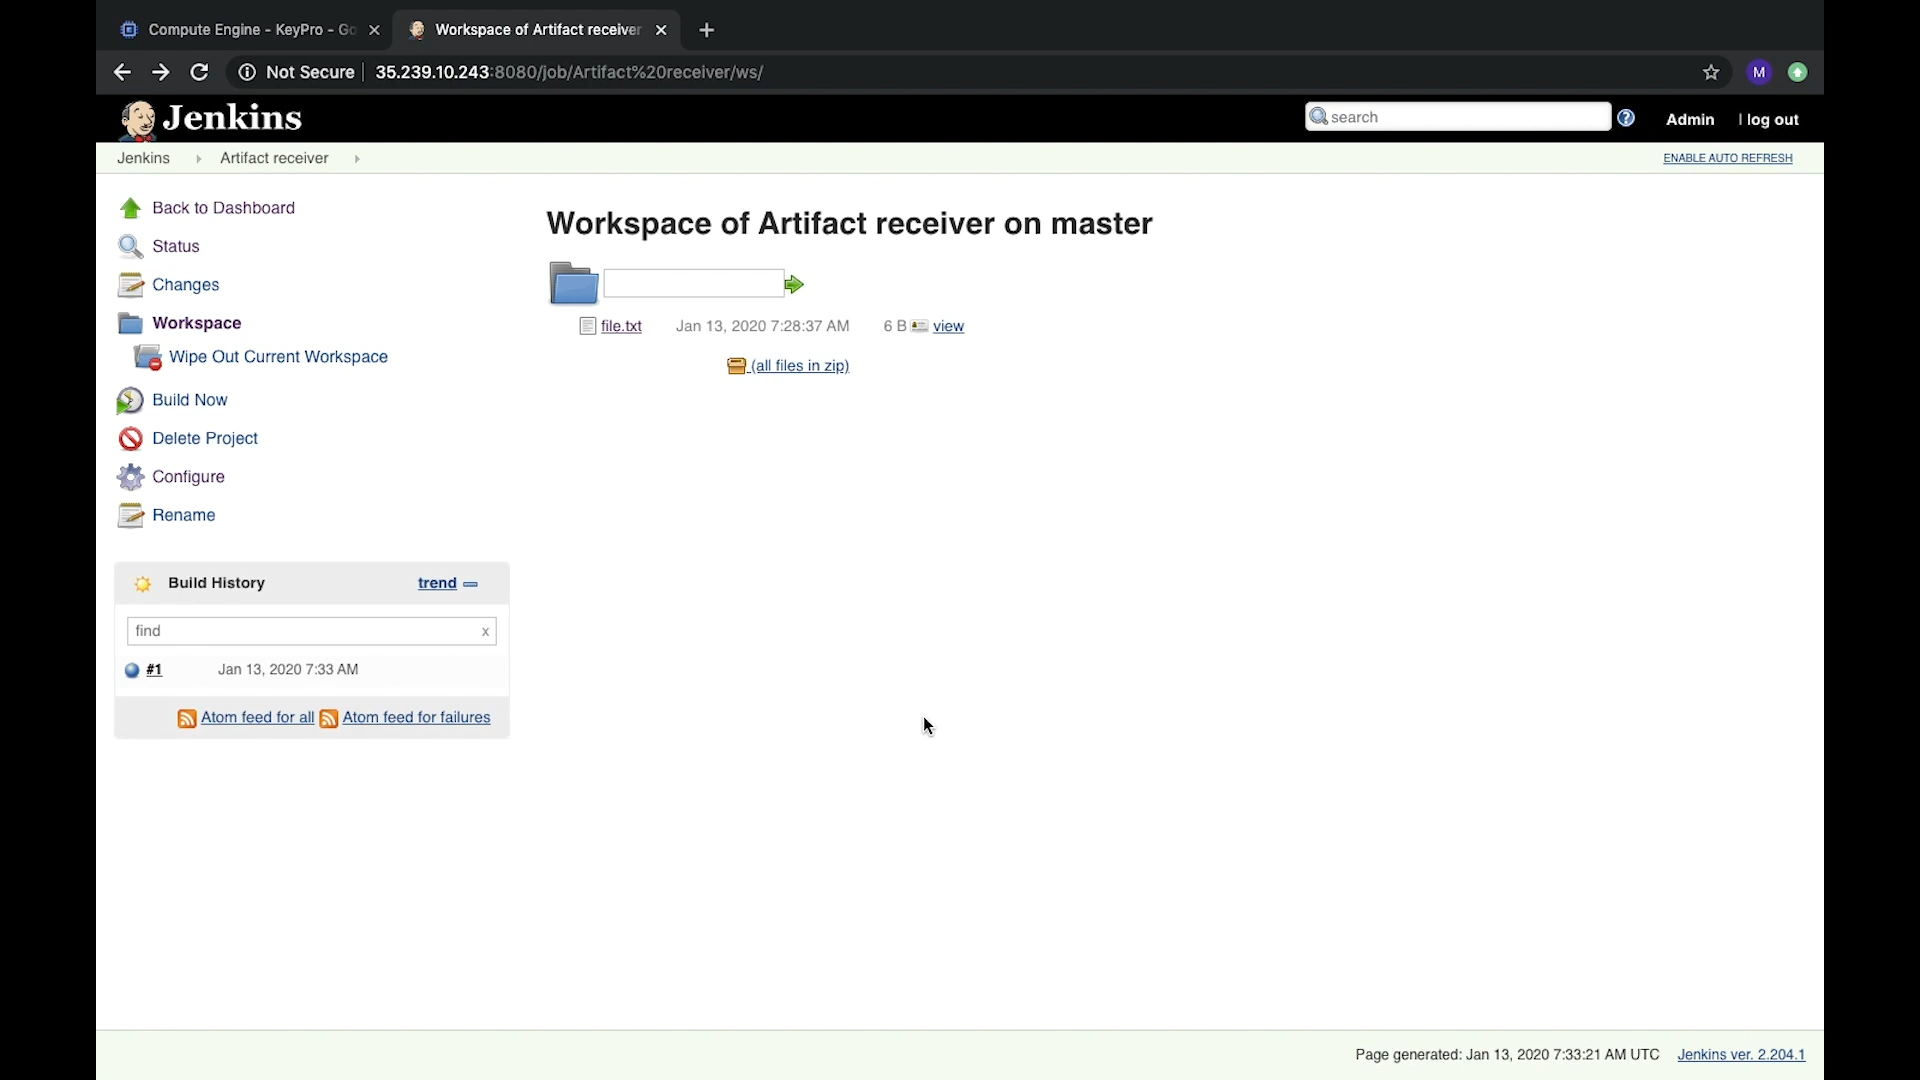 Compute Engine - KeyPro - Go
Workspace of Artifact receiver
Not Secure 35.239.10.243:8080/job/Artifact%20receiver/ws/
M
Jenkins
search
Admin
| log out
Jenkins
Artifact receiver
ENABLE AUTO REFRESH
Back to Dashboard
Status
Changes
Workspace
Wipe Out Current Workspace
Build Now
Delete Project
Configure
Rename
Build History
trend
find
x
#1
Jan 13, 2020 7:33 AM
Atom feed for all
Atom feed for failures
Workspace of Artifact receiver on master
file.txt
Jan 13, 2020 7:28:37 AM
6 B
view
(all files in zip)
Page generated: Jan 13, 2020 7:33:21 AM UTC
Jenkins ver. 2.204.1